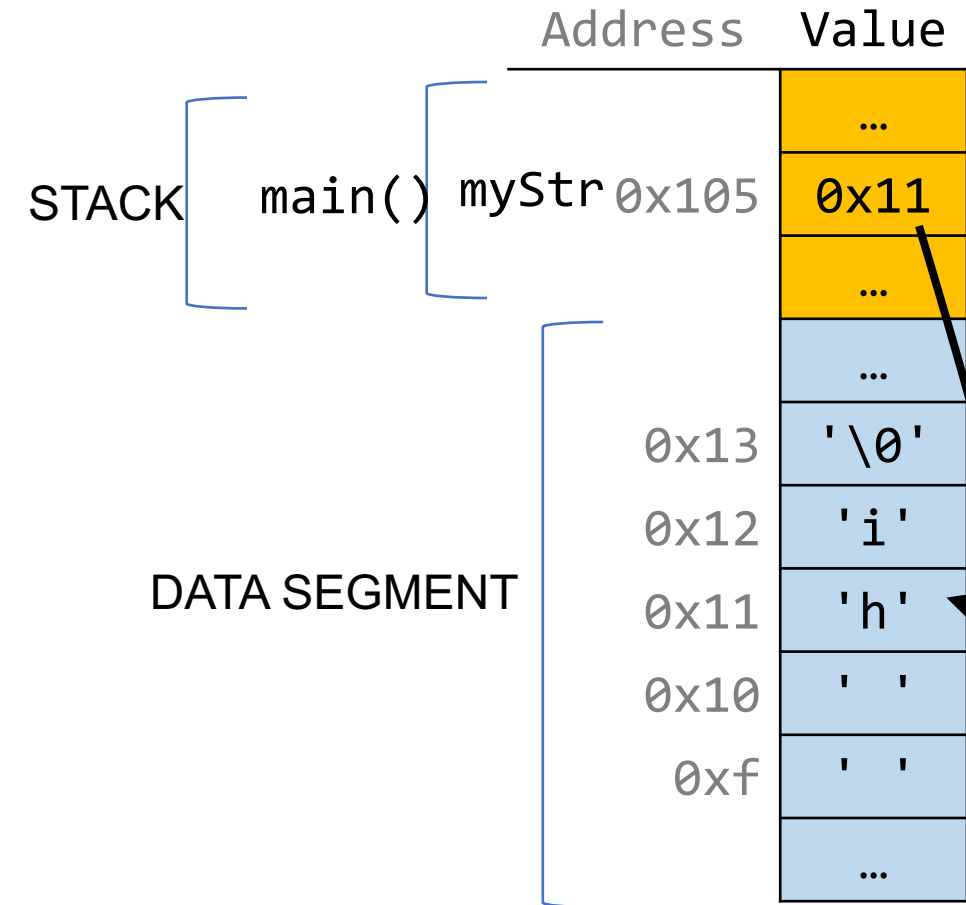 Address Value
…
STACK main() myStr 0x105 0x11
…
…
0x13 '\0'
0x12 'i'
DATA SEGMENT
0x11 'h'
0x10 ' '
0xf ' '
…